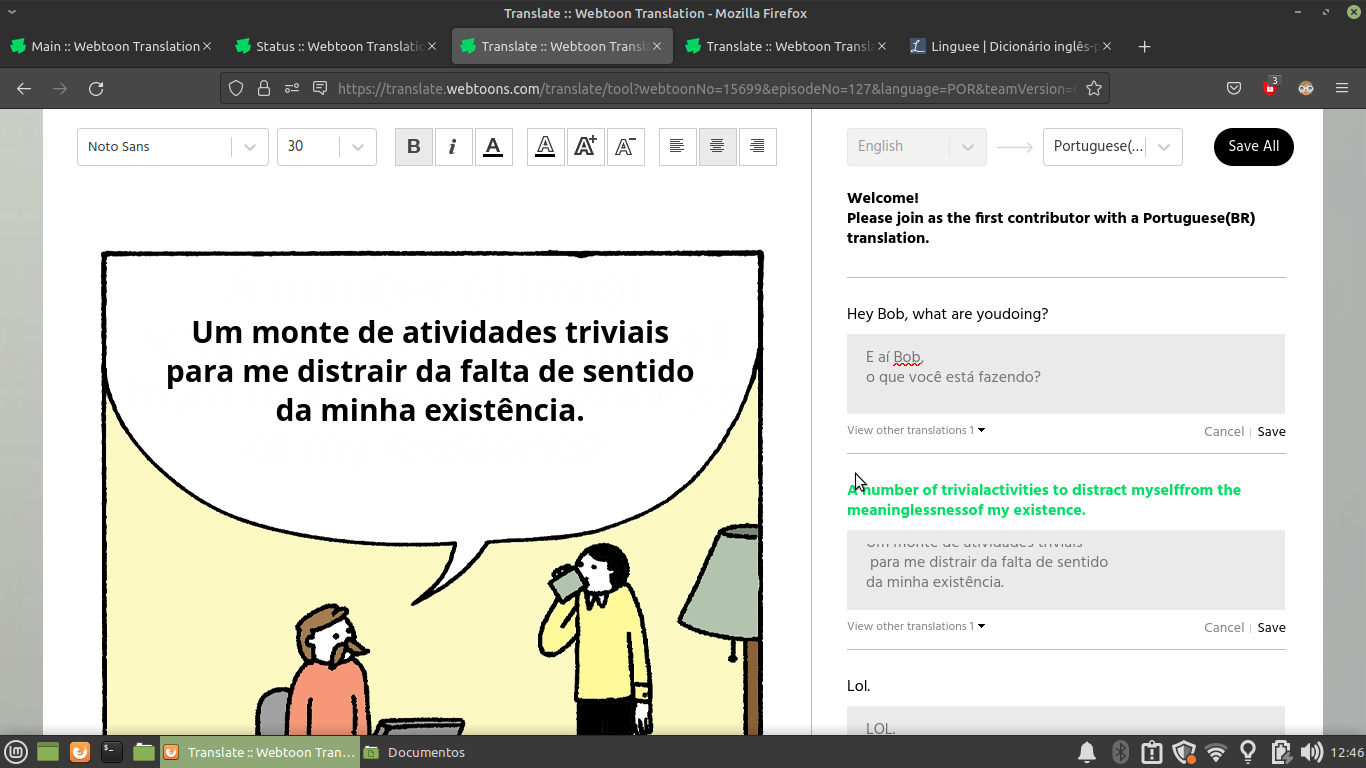 Translate :: Webtoon Translation - Mozilla Firefox
Main :: Webtoon Translation
Status :: Webtoon Translatio
Translate :: Webtoon Transla
Translate :: Webtoon Transla
Linguee | Dicionário inglês-p
https://translate.webtoons.com/translate/tool?webtoonNo=15699&episodeNo=127&language=POR&teamVersion=
3
Noto Sans
30
B i A A A+ A-
English
Portuguese(...
Save All
Welcome!
Please join as the first contributor with a Portuguese(BR)
translation.
Um monte de atividades triviais
para me distrair da falta de sentido
da minha existência.
Hey Bob, what are youdoing?
E aí Bob,
o que você está fazendo?
View other translations 1
Cancel | Save
A number of trivialactivities to distract myselffrom the
meaninglessnessof my existence.
Um monte de atividades triviais
para me distrair da falta de sentido
da minha existência.
View other translations 1
Cancel | Save
Lol.
LOL.
Translate :: Webtoon Tran...
Documentos
12:46